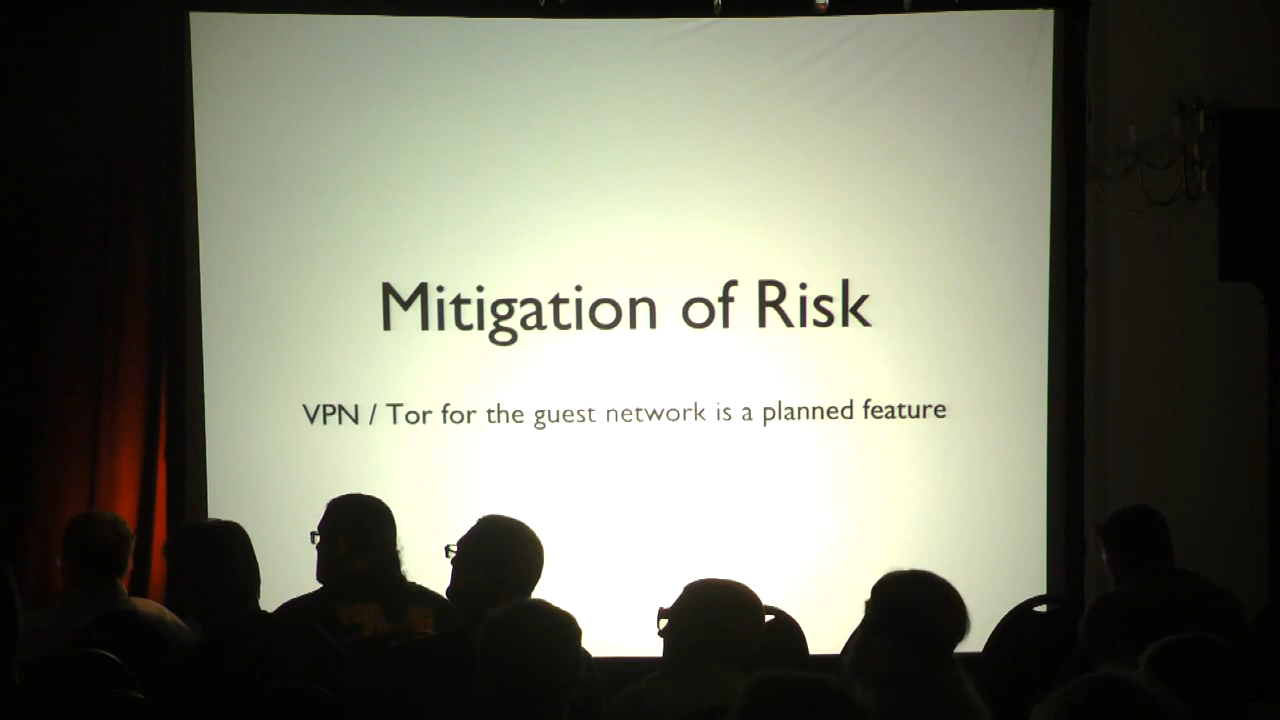 Mitigation of Risk
VPN / Tor for the guest network is a planned feature